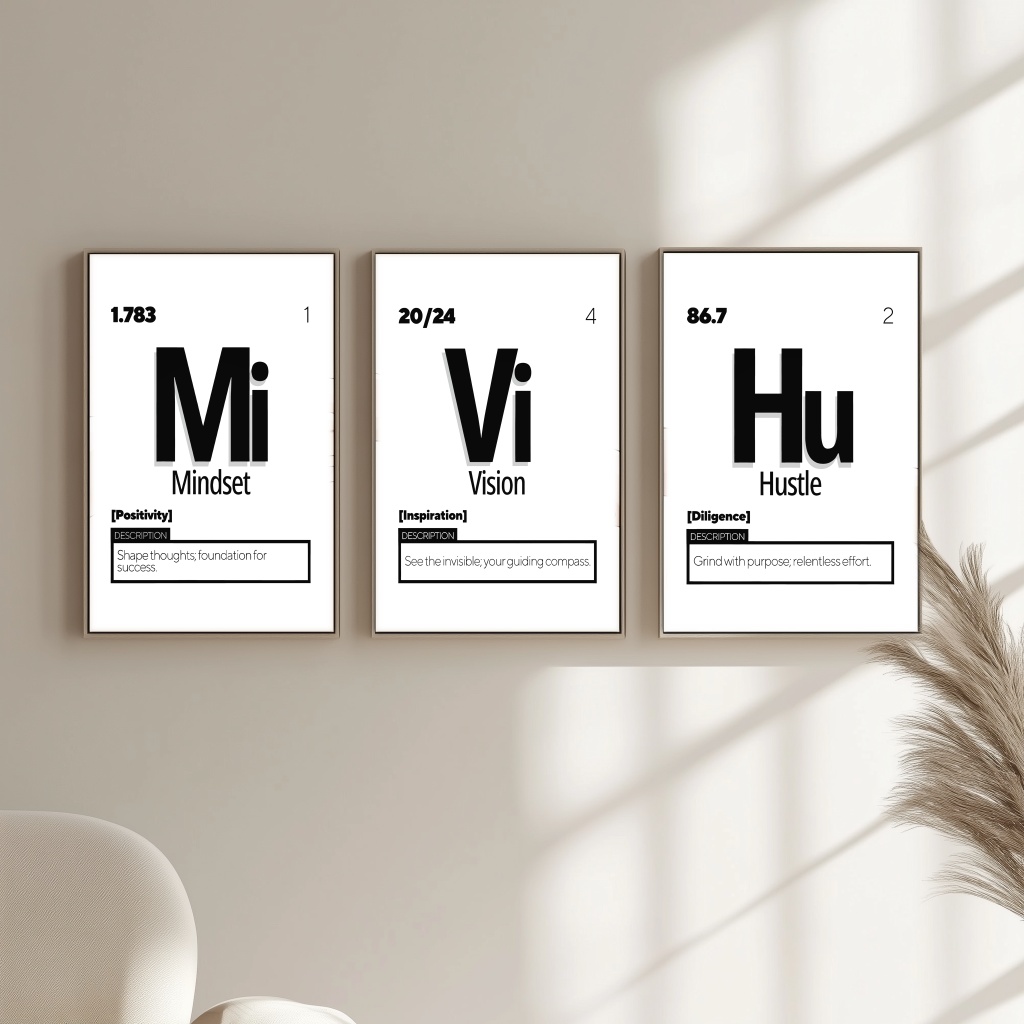 1.783 1
Mi
Mindset
[Positivity]
DESCRIPTION
Shape thoughts; foundation for
success.
20/24 4
Vi
Vision
[Inspiration]
DESCRIPTION
See the invisible; your guiding compass.
86.7 2
Hu
Hustle
[Diligence]
DESCRIPTION
Grind with purpose; relentless effort.